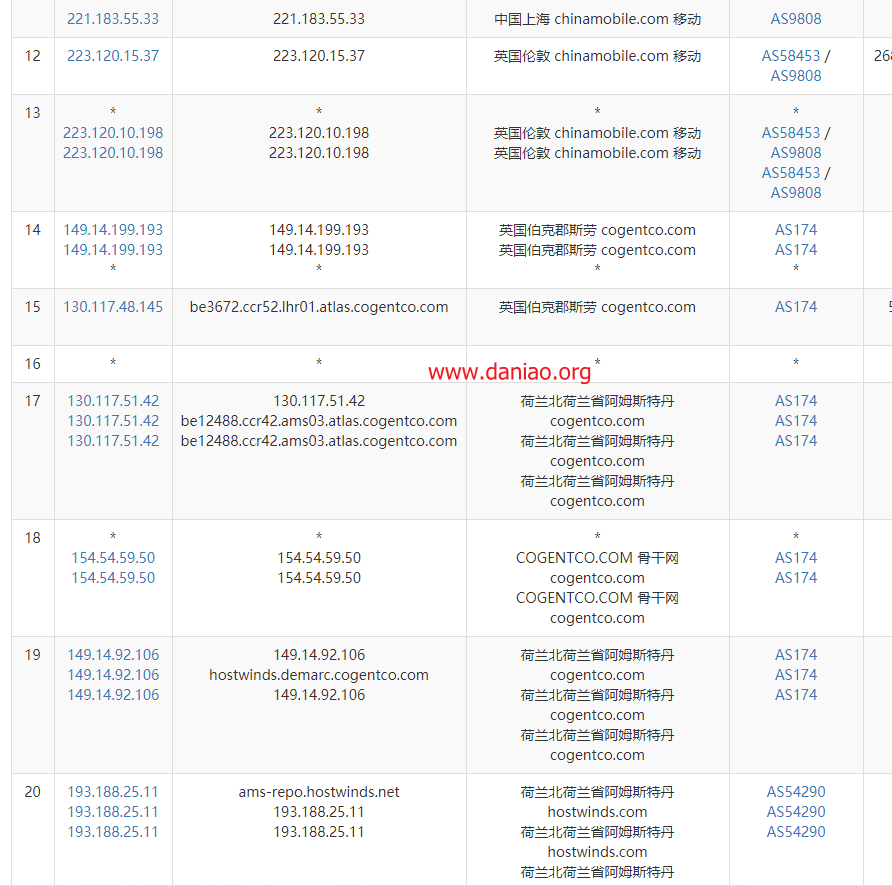 221.183.55.33 221.183.55.33 中国上海 chinamobile.com 移动 AS9808
12 223.120.15.37 223.120.15.37 英国伦敦 chinamobile.com 移动 AS58453 /
AS9808
13 * * * *
223.120.10.198 223.120.10.198 英国伦敦 chinamobile.com 移动 AS58453 /
223.120.10.198 223.120.10.198 英国伦敦 chinamobile.com 移动 AS9808
AS58453 /
AS9808
14 149.14.199.193 149.14.199.193 英国伯克郡斯劳 cogentco.com AS174
149.14.199.193 149.14.199.193 英国伯克郡斯劳 cogentco.com AS174
* * * *
15 130.117.48.145 be3672.ccr52.lhr01.atlas.cogentco.com 英国伯克郡斯劳 cogentco.com AS174
16 * * * *
www.daniao.org
17 130.117.51.42 130.117.51.42 荷兰北荷兰省阿姆斯特丹 AS174
130.117.51.42 be12488.ccr42.ams03.atlas.cogentco.com cogentco.com AS174
130.117.51.42 be12488.ccr42.ams03.atlas.cogentco.com 荷兰北荷兰省阿姆斯特丹 AS174
cogentco.com
荷兰北荷兰省阿姆斯特丹
cogentco.com
18 * * * *
154.54.59.50 154.54.59.50 COGENTCO.COM 骨干网 AS174
154.54.59.50 154.54.59.50 cogentco.com AS174
COGENTCO.COM 骨干网
cogentco.com
19 149.14.92.106 149.14.92.106 荷兰北荷兰省阿姆斯特丹 AS174
149.14.92.106 hostwinds.demarc.cogentco.com cogentco.com AS174
149.14.92.106 149.14.92.106 荷兰北荷兰省阿姆斯特丹 AS174
cogentco.com
荷兰北荷兰省阿姆斯特丹
cogentco.com
20 193.188.25.11 ams-repo.hostwinds.net 荷兰北荷兰省阿姆斯特丹 AS54290
193.188.25.11 193.188.25.11 hostwinds.com AS54290
193.188.25.11 193.188.25.11 荷兰北荷兰省阿姆斯特丹 AS54290
hostwinds.com
荷兰北荷兰省阿姆斯特丹